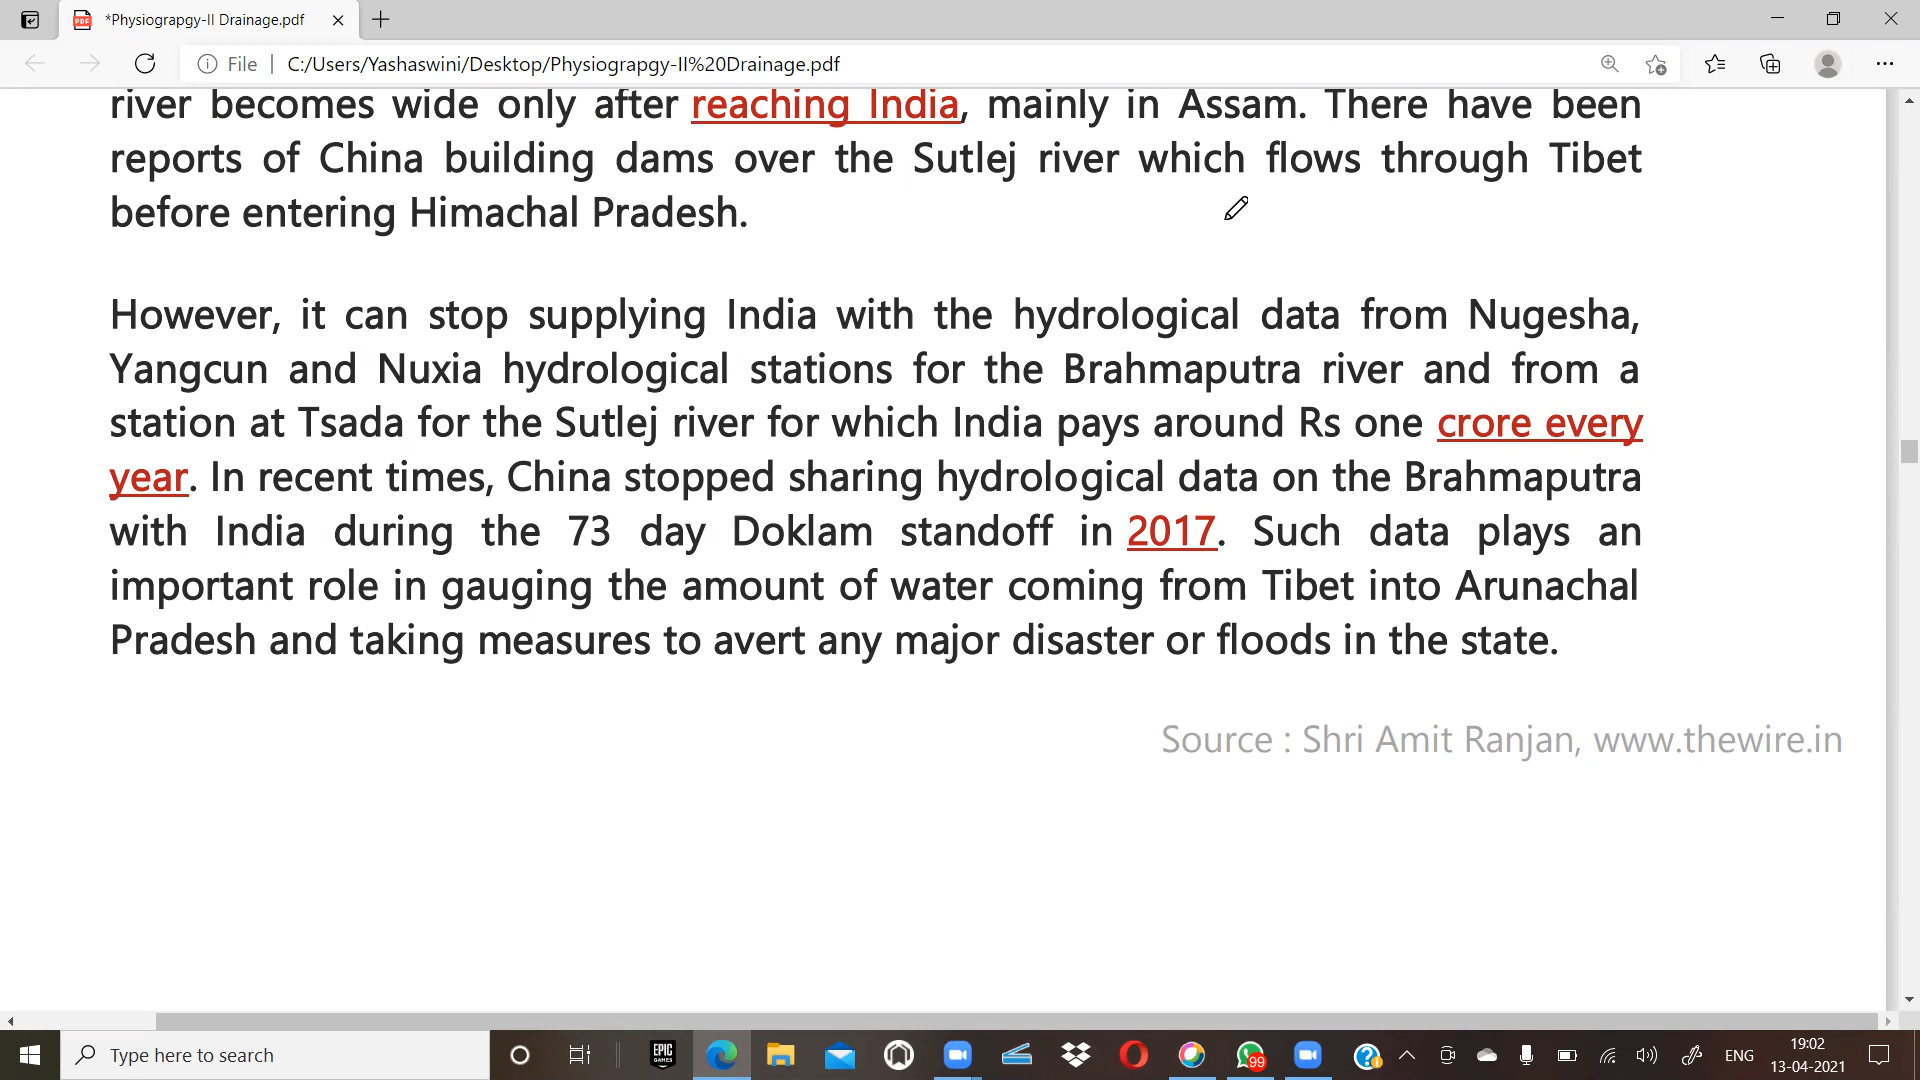 *Physiograpgy-II Drainage.pdf
File
C:/Users/Yashaswini/Desktop/Physiograpgy-II%20Drainage.pdf
river becomes wide only after reaching India, mainly in Assam. There have been
reports of China building dams over the Sutlej river which flows through Tibet
before entering Himachal Pradesh.
However, it can stop supplying India with the hydrological data from Nugesha,
Yangcun and Nuxia hydrological stations for the Brahmaputra river and from a
station at Tsada for the Sutlej river for which India pays around Rs one crore every
year. In recent times, China stopped sharing hydrological data on the Brahmaputra
with India during the 73 day Doklam standoff in 2017. Such data plays an
important role in gauging the amount of water coming from Tibet into Arunachal
Pradesh and taking measures to avert any major disaster or floods in the state.
Source : Shri Amit Ranjan, www.thewire.in
Type here to search
EPIC
GAMES
99
ENG
19:02
13-04-2021